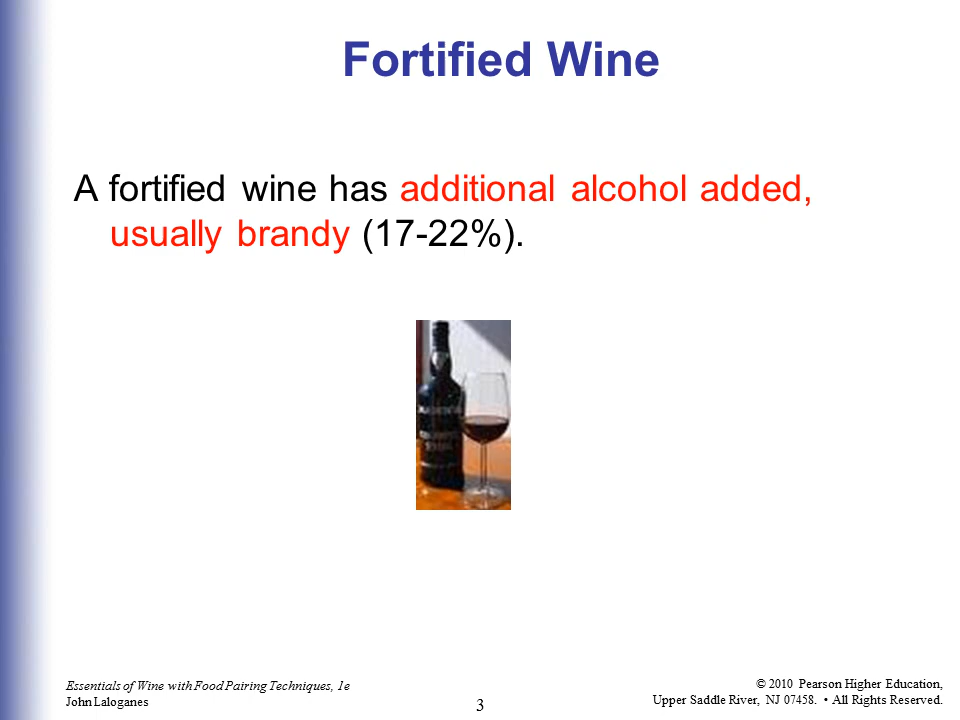 Fortified Wine
A fortified wine has additional alcohol added,
usually brandy (17-22%).
Essentials of Wine with Food Pairing Techniques, 1e
John Laloganes
3
© 2010 Pearson Higher Education,
Upper Saddle River, NJ 07458. • All Rights Reserved.